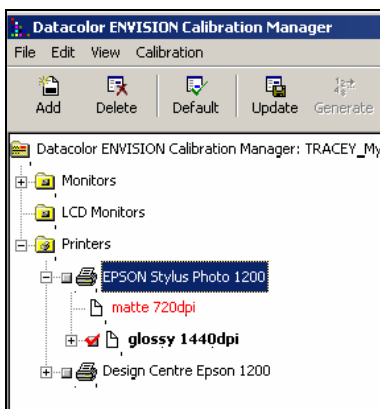 Datacolor ENVISION Calibration Manager
File Edit View Calibration
Add Delete Default Update Generate
Datacolor ENVISION Calibration Manager: TRACEY_My
Monitors
LCD Monitors
Printers
EPSON Stylus Photo 1200
matte 720dpi
glossy 1440dpi
Design Centre Epson 1200